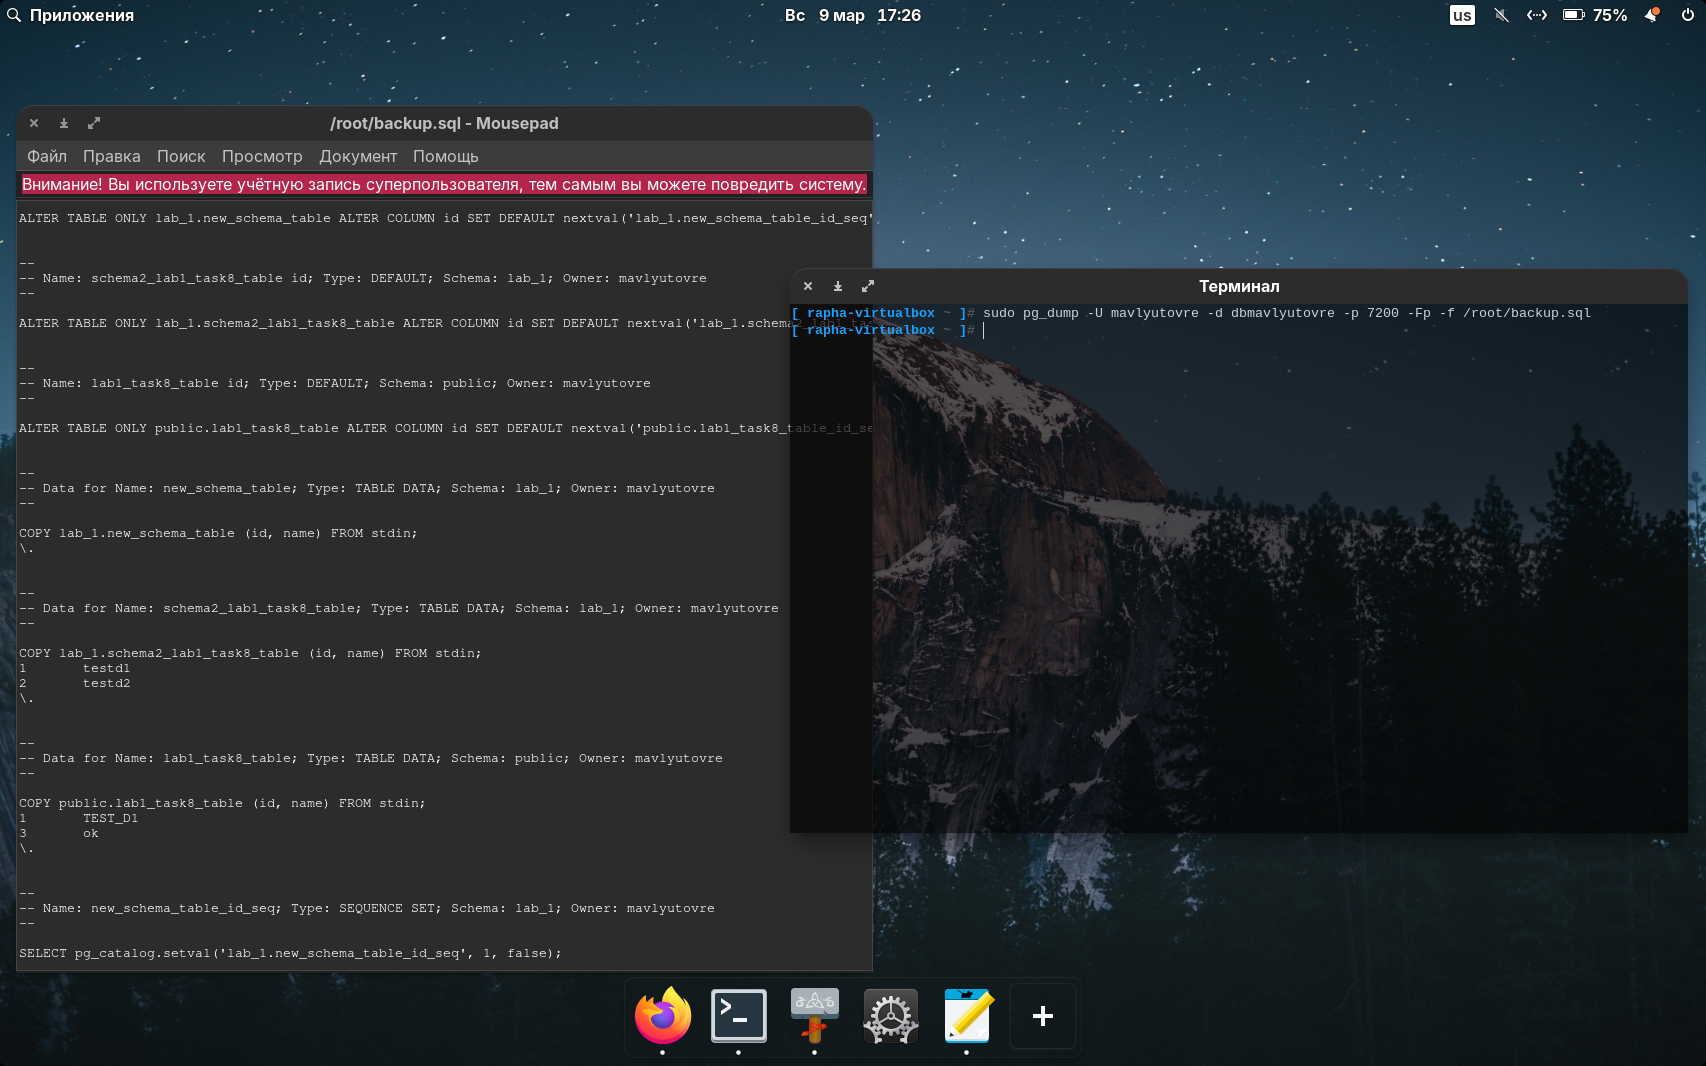 Приложения
Вс 9 мар 17:26
us
75%
/root/backup.sql - Mousepad
Файл Правка Поиск Просмотр Документ Помощь
Внимание! Вы используете учётную запись суперпользователя, тем самым вы можете повредить систему.
ALTER TABLE ONLY lab_1.new_schema_table ALTER COLUMN id SET DEFAULT nextval('lab_1.new_schema_table_id_seq'
--
-- Name: schema2_lab1_task8_table id; Type: DEFAULT; Schema: lab_1; Owner: mavlyutovre
--
ALTER TABLE ONLY lab_1.schema2_lab1_task8_table ALTER COLUMN id SET DEFAULT nextval('lab_1.schema2_lab1_tas
--
-- Name: lab1_task8_table id; Type: DEFAULT; Schema: public; Owner: mavlyutovre
--
ALTER TABLE ONLY public.lab1_task8_table ALTER COLUMN id SET DEFAULT nextval('public.lab1_task8_table_id_se
--
-- Data for Name: new_schema_table; Type: TABLE DATA; Schema: lab_1; Owner: mavlyutovre
--
COPY lab_1.new_schema_table (id, name) FROM stdin;
\.
--
-- Data for Name: schema2_lab1_task8_table; Type: TABLE DATA; Schema: lab_1; Owner: mavlyutovre
--
COPY lab_1.schema2_lab1_task8_table (id, name) FROM stdin;
1 testd1
2 testd2
\.
--
-- Data for Name: lab1_task8_table; Type: TABLE DATA; Schema: public; Owner: mavlyutovre
--
COPY public.lab1_task8_table (id, name) FROM stdin;
1 TEST_D1
3 ok
\.
--
-- Name: new_schema_table_id_seq; Type: SEQUENCE SET; Schema: lab_1; Owner: mavlyutovre
--
SELECT pg_catalog.setval('lab_1.new_schema_table_id_seq', 1, false);
Терминал
[ rapha-virtualbox ~ ]# sudo pg_dump -U mavlyutovre -d dbmavlyutovre -p 7200 -Fp -f /root/backup.sql
[ rapha-virtualbox ~ ]#